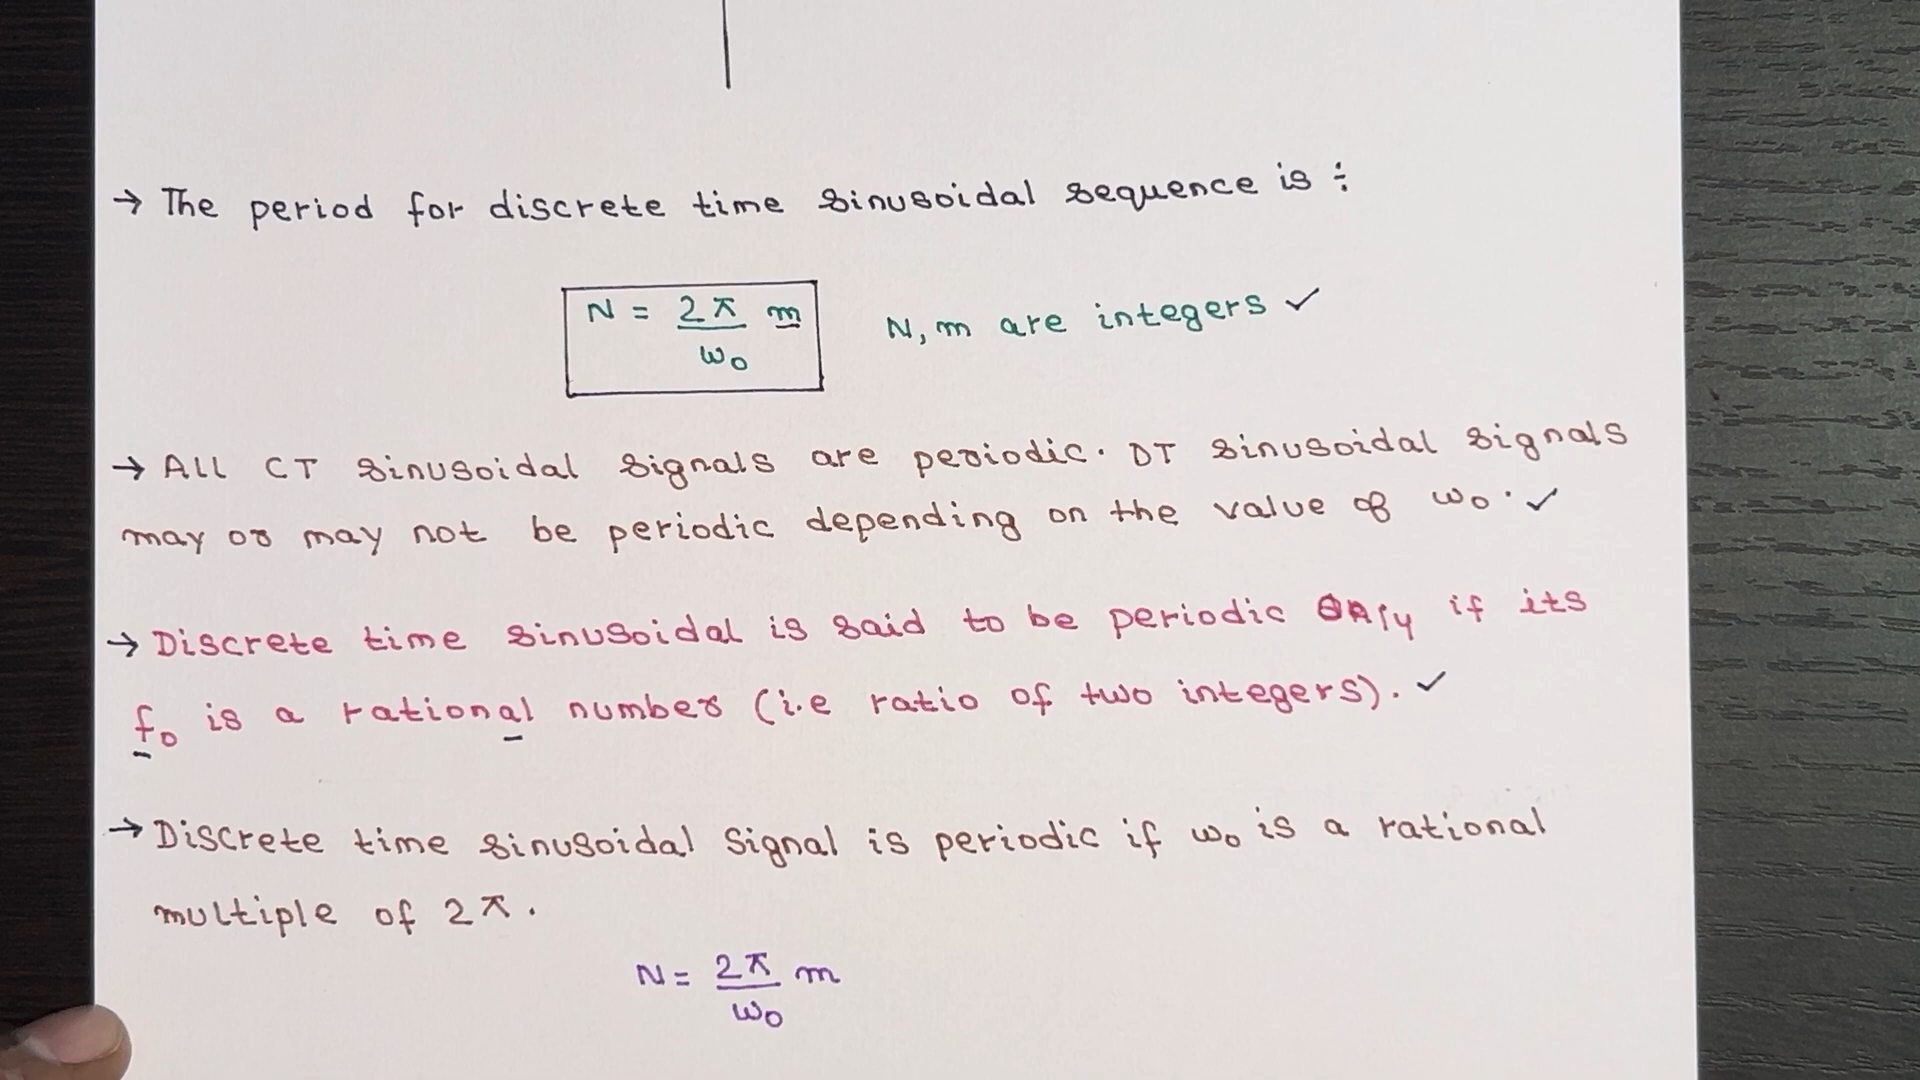 → The period for discrete time sinusoidal sequence is ÷
N = 2π/ω₀ m    N, m are integers ✓
→ All CT sinusoidal signals are periodic. DT sinusoidal signals
may or may not be periodic depending on the value of ω₀. ✓
→ Discrete time sinusoidal is said to be periodic only if its
f₀ is a rational number (i.e ratio of two integers). ✓
→ Discrete time sinusoidal signal is periodic if ω₀ is a rational
multiple of 2π.
N = 2π/ω₀ m